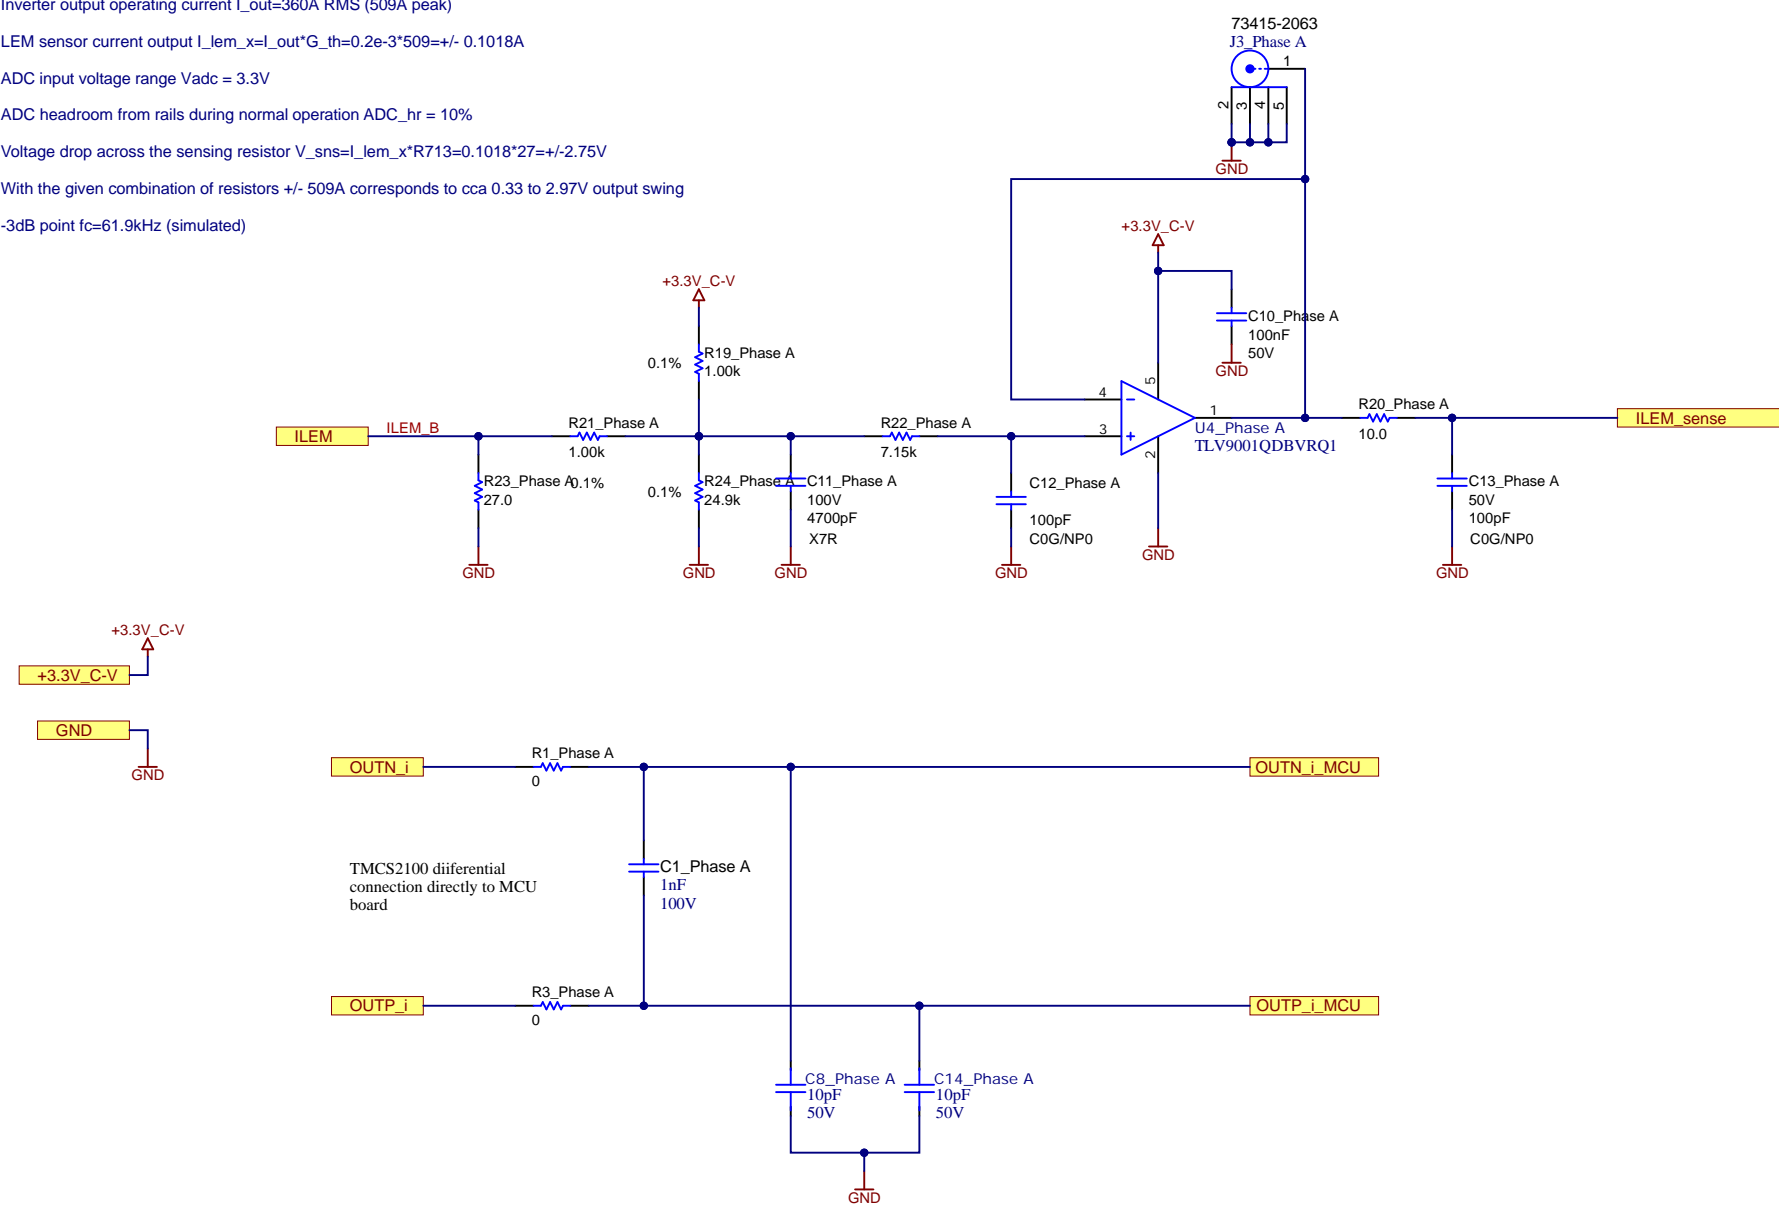 Inverter output operating current I_out=360A RMS (509A peak)
LEM sensor current output I_lem_x=I_out*G_th=0.2e-3*509=+/- 0.1018A
ADC input voltage range Vadc = 3.3V
ADC headroom from rails during normal operation ADC_hr = 10%
Voltage drop across the sensing resistor V_sns=I_lem_x*R713=0.1018*27=+/-2.75V
With the given combination of resistors +/- 509A corresponds to cca 0.33 to 2.97V output swing
-3dB point fc=61.9kHz (simulated)
73415-2063
J3_Phase A
1
2
3
4
5
GND
+3.3V_C-V
C10_Phase A
100nF
50V
GND
+3.3V_C-V
0.1%
R19_Phase A
1.00k
ILEM
ILEM_B
R21_Phase A
1.00k
0.1%
R23_Phase A
27.0
GND
0.1%
R24_Phase A
24.9k
GND
C11_Phase A
100V
4700pF
X7R
GND
R22_Phase A
7.15k
C12_Phase A
100pF
C0G/NP0
GND
4
3
5
2
1
U4_Phase A
TLV9001QDBVRQ1
GND
R20_Phase A
10.0
ILEM_sense
C13_Phase A
50V
100pF
C0G/NP0
GND
+3.3V_C-V
+3.3V_C-V
GND
GND
OUTN_i
R1_Phase A
0
OUTN_i_MCU
TMCS2100 diiferential
connection directly to MCU
board
C1_Phase A
1nF
100V
OUTP_i
R3_Phase A
0
OUTP_i_MCU
C8_Phase A
10pF
50V
C14_Phase A
10pF
50V
GND